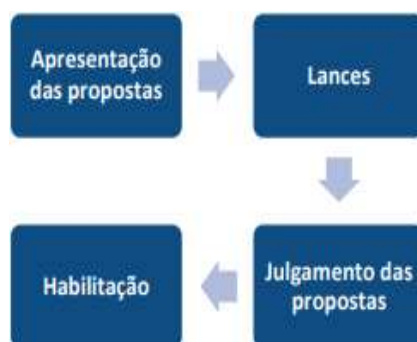 Apresentação
das propostas
Lances
Julgamento das
propostas
Habilitação